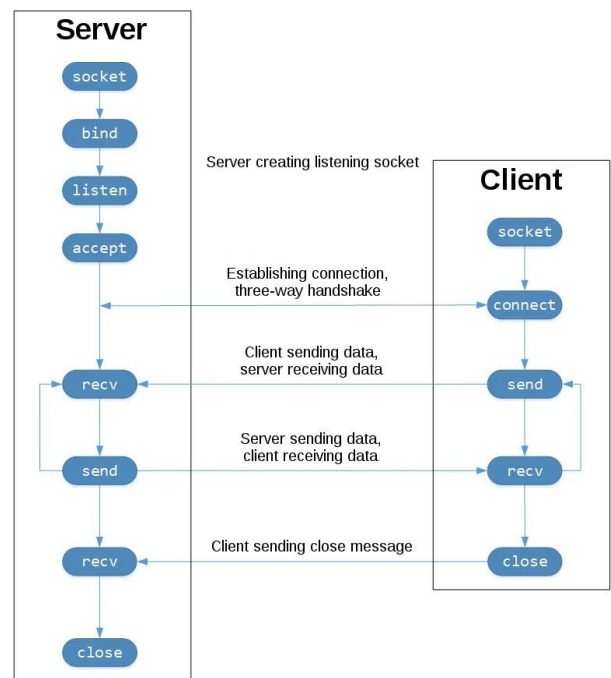 Server
socket
bind
Server creating listening socket
listen
Client
accept
socket
Establishing connection,
three-way handshake
connect
Client sending data,
server receiving data
recv
send
Server sending data,
client receiving data
send
recv
Client sending close message
recv
close
close